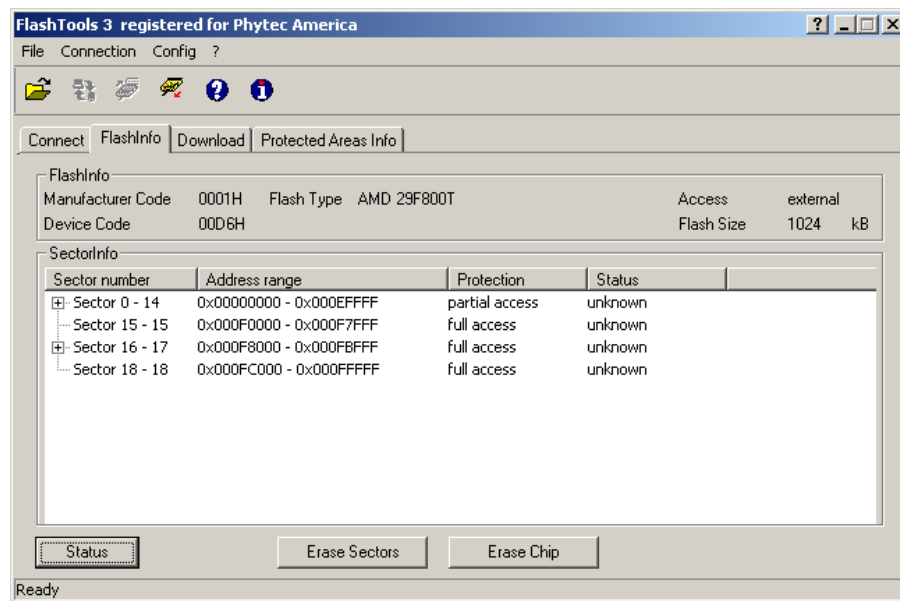 FlashTools 3 registered for Phytec America
File Connection Config ?
Connect FlashInfo Download Protected Areas Info
FlashInfo
Manufacturer Code 0001H Flash Type AMD 29F800T Access external
Device Code 00D6H Flash Size 1024 kB
SectorInfo
Sector number Address range Protection Status
Sector 0 - 14 0x00000000 - 0x000EFFFF partial access unknown
Sector 15 - 15 0x000F0000 - 0x000F7FFF full access unknown
Sector 16 - 17 0x000F8000 - 0x000FBFFF full access unknown
Sector 18 - 18 0x000FC000 - 0x000FFFFF full access unknown
Status Erase Sectors Erase Chip
Ready